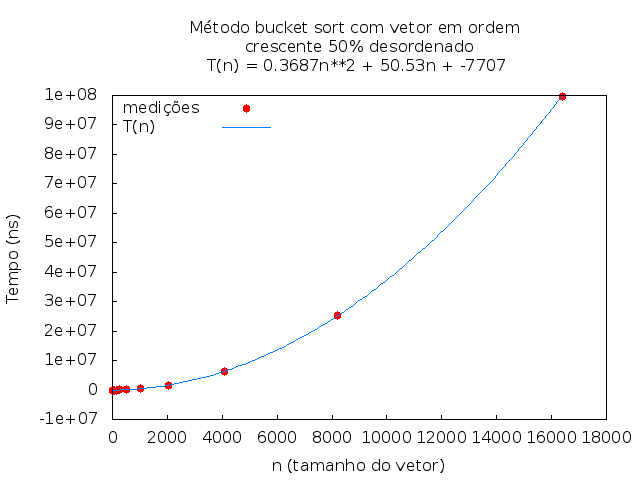 Método bucket sort com vetor em ordem
crescente 50% desordenado
T(n) = 0.3687n**2 + 50.53n + -7707
medições
T(n)
1e+08
9e+07
8e+07
7e+07
6e+07
5e+07
4e+07
3e+07
2e+07
1e+07
0
-1e+07
Tempo (ns)
0 2000 4000 6000 8000 10000 12000 14000 16000 18000
n (tamanho do vetor)